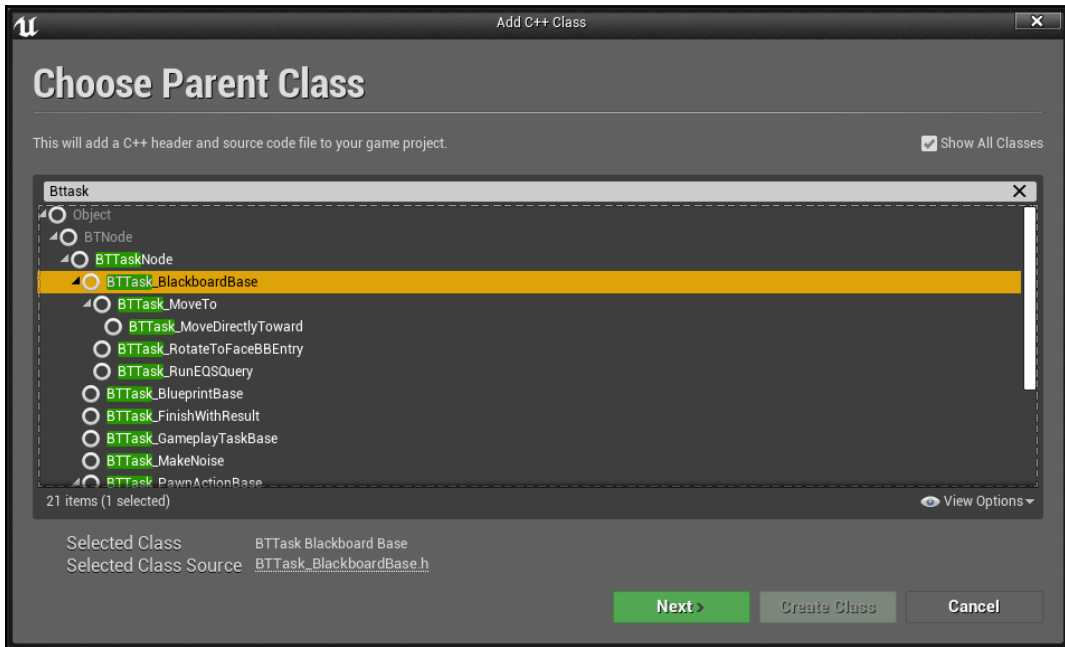 Add C++ Class
Choose Parent Class
This will add a C++ header and source code file to your game project.
Show All Classes
Bttask
Object
BTNode
BTTaskNode
BTTask_BlackboardBase
BTTask_MoveTo
BTTask_MoveDirectlyToward
BTTask_RotateToFaceBBEntry
BTTask_RunEQSQuery
BTTask_BlueprintBase
BTTask_FinishWithResult
BTTask_GameplayTaskBase
BTTask_MakeNoise
BTTask_PawnActionBase
21 items (1 selected)
View Options
Selected Class BTTask Blackboard Base
Selected Class Source BTTask_BlackboardBase.h
Next > Create Class Cancel